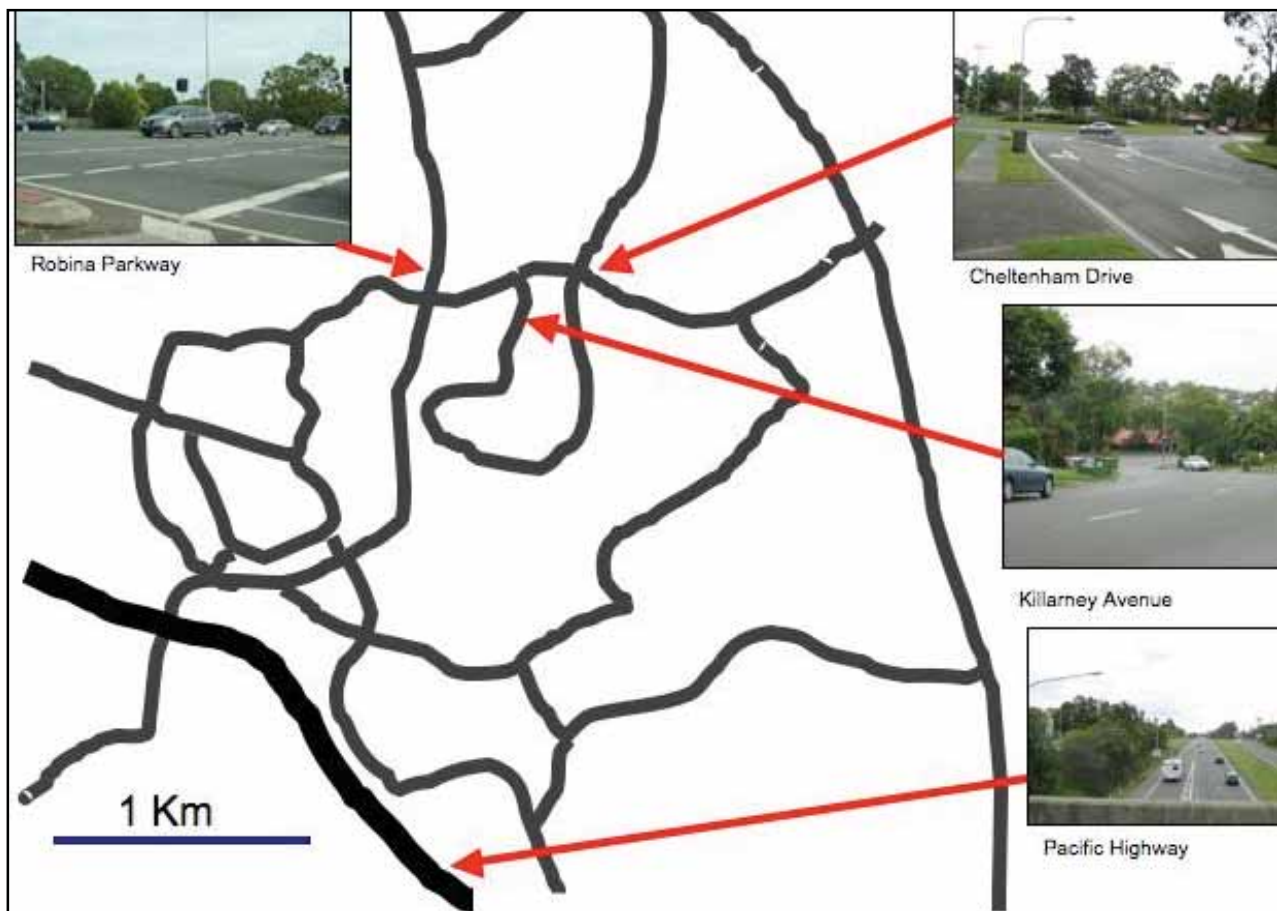 Robina Parkway
Cheltenham Drive
Killarney Avenue
1 Km
Pacific Highway